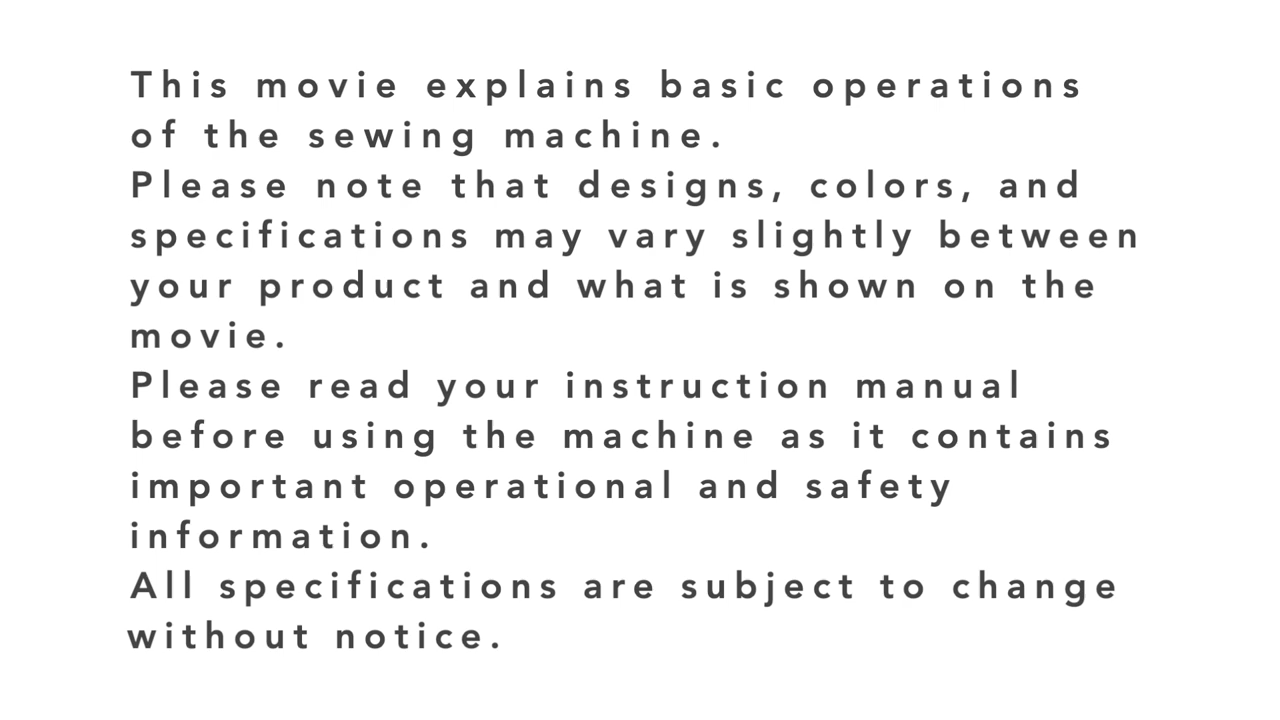 This movie explains basic operations
of the sewing machine.
Please note that designs, colors, and
specifications may vary slightly between
your product and what is shown on the
movie.
Please read your instruction manual
before using the machine as it contains
important operational and safety
information.
All specifications are subject to change
without notice.